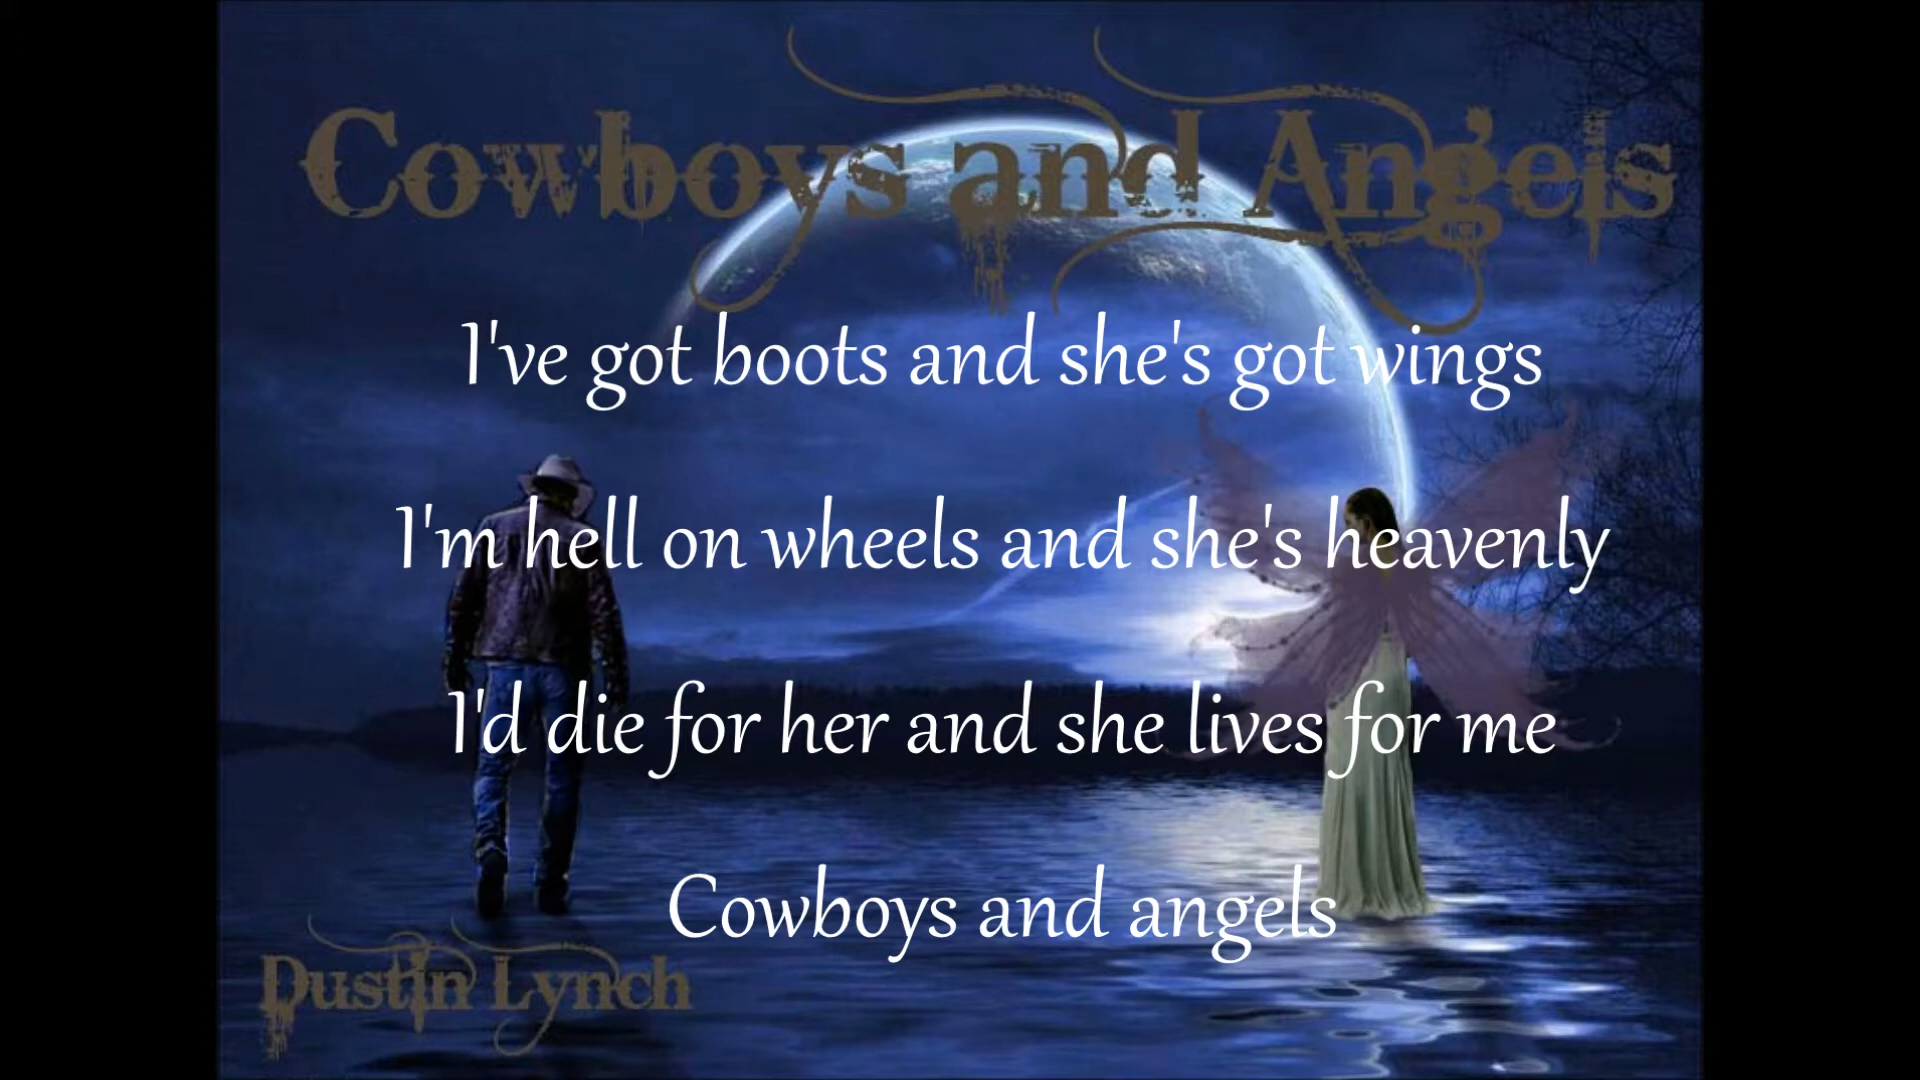 Cowboys and Angels
I've got boots and she's got wings
I'm hell on wheels and she's heavenly
I'd die for her and she lives for me
Cowboys and angels
Dustin Lynch